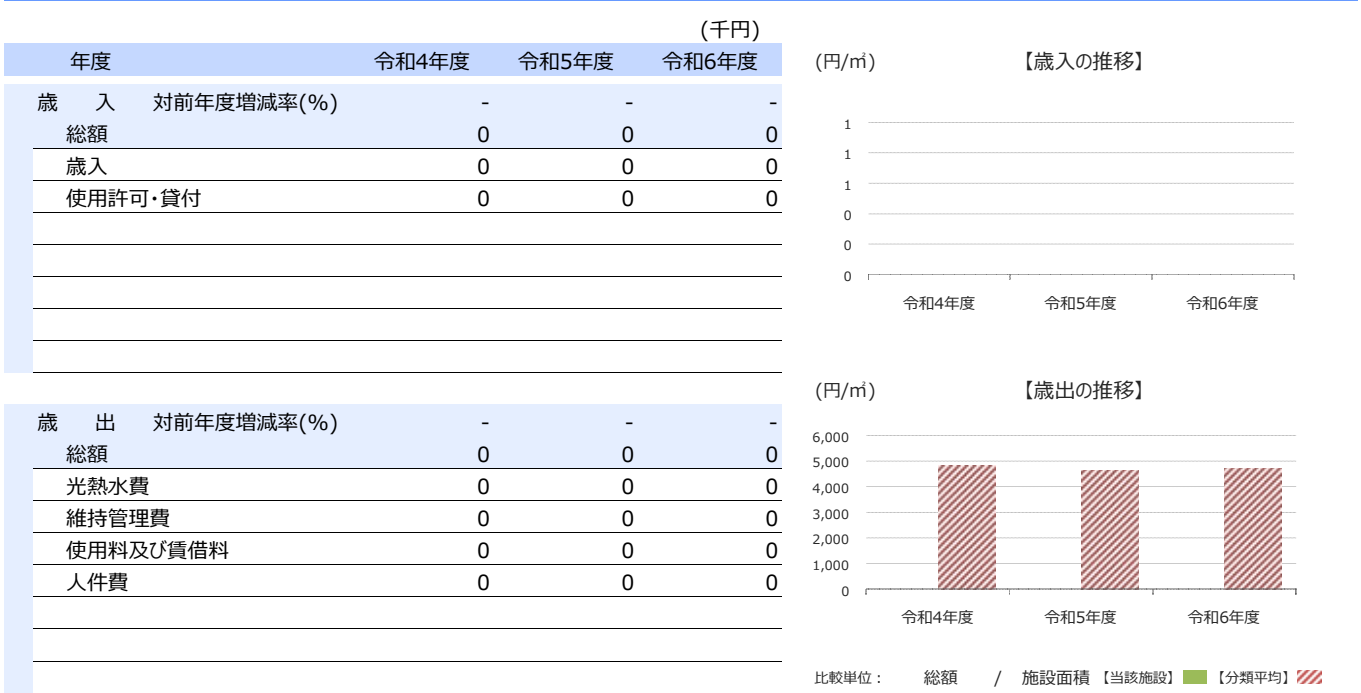 (千円)
年度 令和4年度 令和5年度 令和6年度
歳 入 対前年度増減率(%) - - -
総額 0 0 0
歳入 0 0 0
使用許可・貸付 0 0 0
(円/㎡) 【歳入の推移】
1
1
1
0
0
0
令和4年度 令和5年度 令和6年度
歳 出 対前年度増減率(%) - - -
総額 0 0 0
光熱水費 0 0 0
維持管理費 0 0 0
使用料及び賃借料 0 0 0
人件費 0 0 0
(円/㎡) 【歳出の推移】
6,000
5,000
4,000
3,000
2,000
1,000
0
令和4年度 令和5年度 令和6年度
比較単位: 総額 / 施設面積 【当該施設】 【分類平均】